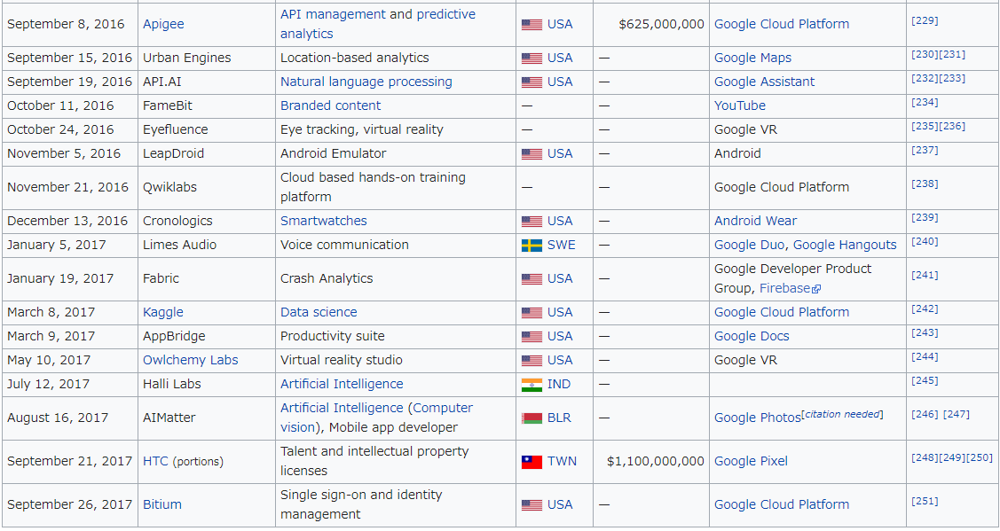 September 8, 2016 Apigee API management and predictive analytics USA $625,000,000 Google Cloud Platform [229]
September 15, 2016 Urban Engines Location-based analytics USA — Google Maps [230][231]
September 19, 2016 API.AI Natural language processing USA — Google Assistant [232][233]
October 11, 2016 FameBit Branded content — — YouTube [234]
October 24, 2016 Eyefluence Eye tracking, virtual reality — — Google VR [235][236]
November 5, 2016 LeapDroid Android Emulator USA — Android [237]
November 21, 2016 Qwiklabs Cloud based hands-on training platform — — Google Cloud Platform [238]
December 13, 2016 Cronologics Smartwatches USA — Android Wear [239]
January 5, 2017 Limes Audio Voice communication SWE — Google Duo, Google Hangouts [240]
January 19, 2017 Fabric Crash Analytics USA — Google Developer Product Group, Firebase [241]
March 8, 2017 Kaggle Data science USA — Google Cloud Platform [242]
March 9, 2017 AppBridge Productivity suite USA — Google Docs [243]
May 10, 2017 Owlchemy Labs Virtual reality studio USA — Google VR [244]
July 12, 2017 Halli Labs Artificial Intelligence IND — [245]
August 16, 2017 AIMatter Artificial Intelligence (Computer vision), Mobile app developer BLR — Google Photos[citation needed] [246] [247]
September 21, 2017 HTC (portions) Talent and intellectual property licenses TWN $1,100,000,000 Google Pixel [248][249][250]
September 26, 2017 Bitium Single sign-on and identity management USA — Google Cloud Platform [251]